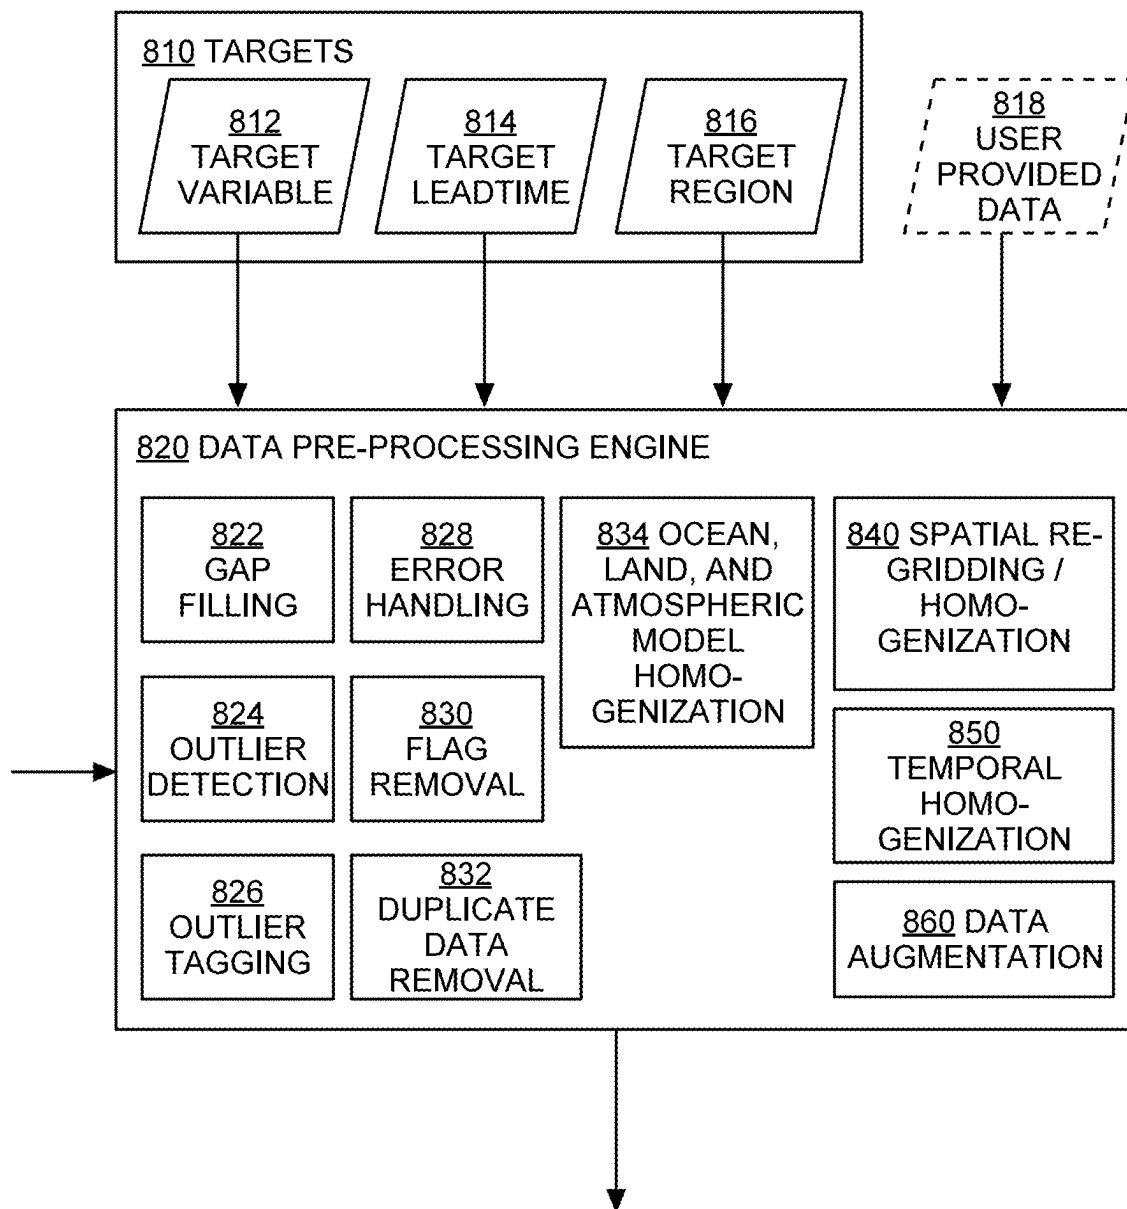 810 TARGETS
812
TARGET
VARIABLE
814
TARGET
LEADTIME
816
TARGET
REGION
818
USER
PROVIDED
DATA
820 DATA PRE-PROCESSING ENGINE
822
GAP
FILLING
828
ERROR
HANDLING
834 OCEAN,
LAND, AND
ATMOSPHERIC
MODEL
HOMO-
GENIZATION
840 SPATIAL RE-
GRIDDING /
HOMO-
GENIZATION
824
OUTLIER
DETECTION
830
FLAG
REMOVAL
850
TEMPORAL
HOMO-
GENIZATION
826
OUTLIER
TAGGING
832
DUPLICATE
DATA
REMOVAL
860 DATA
AUGMENTATION